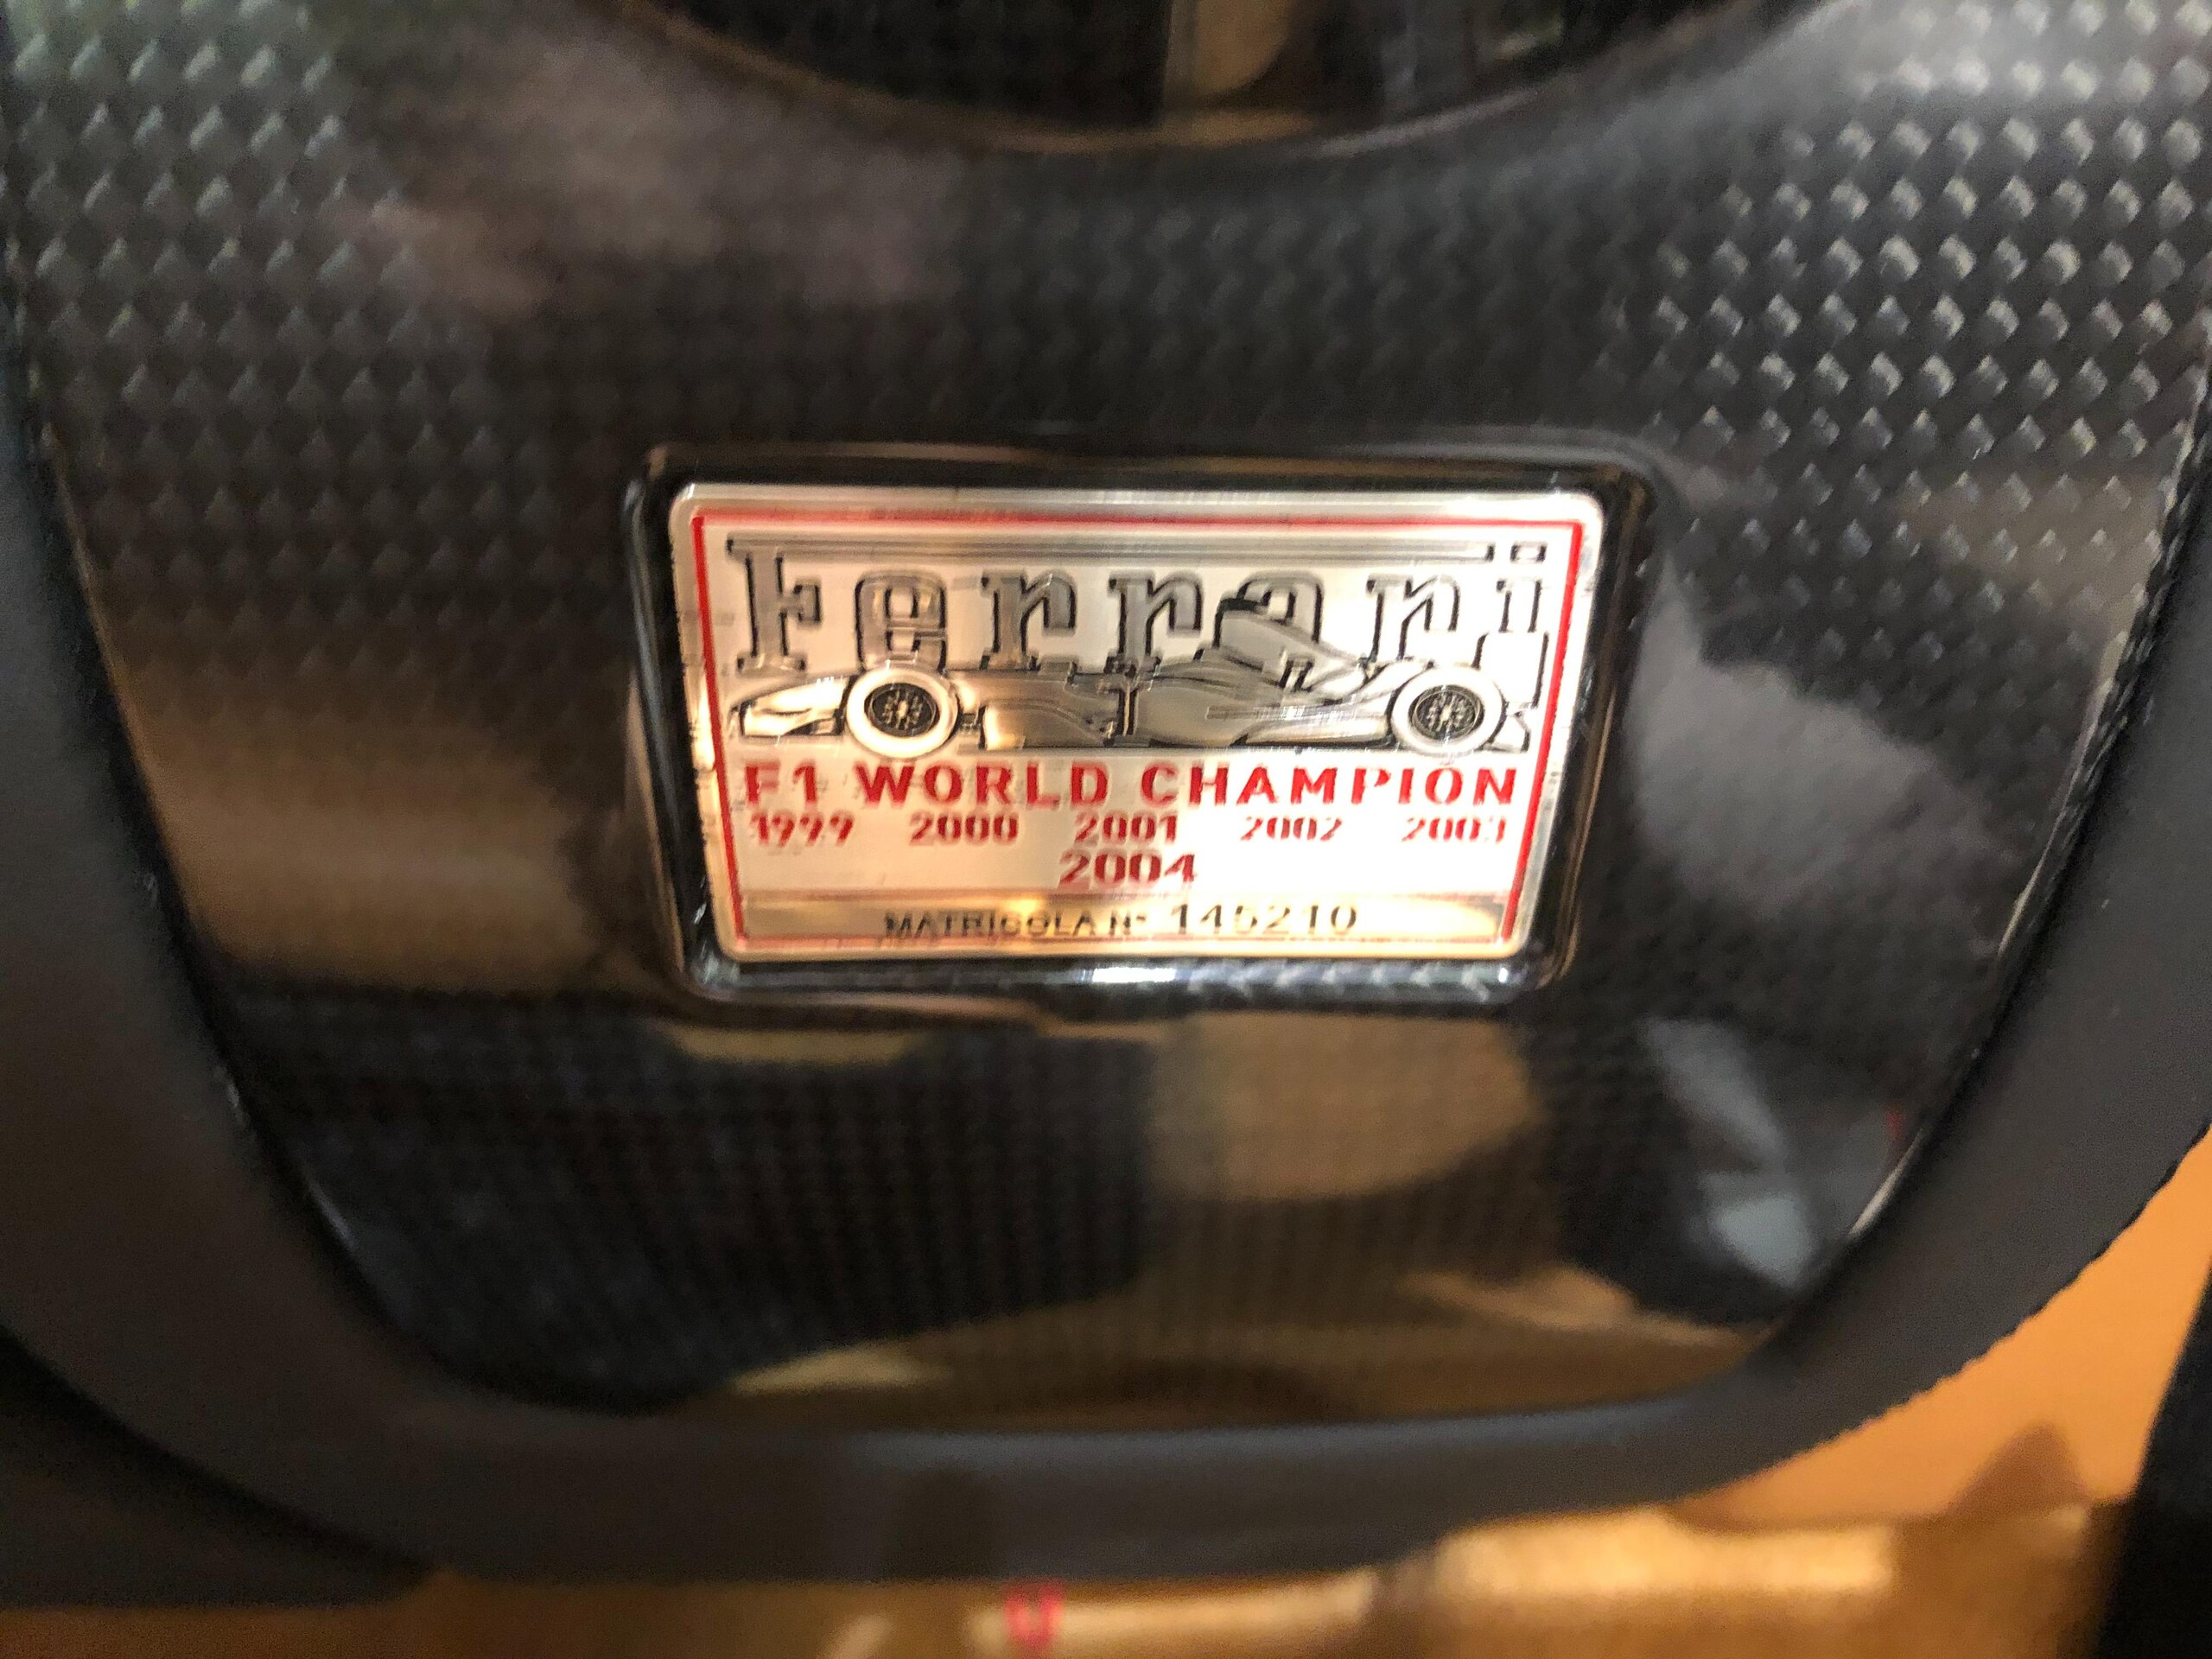 Ferrari
F1 WORLD CHAMPION
1999 2000 2001 2002 2003
2004
MATRICOLA N° 145210